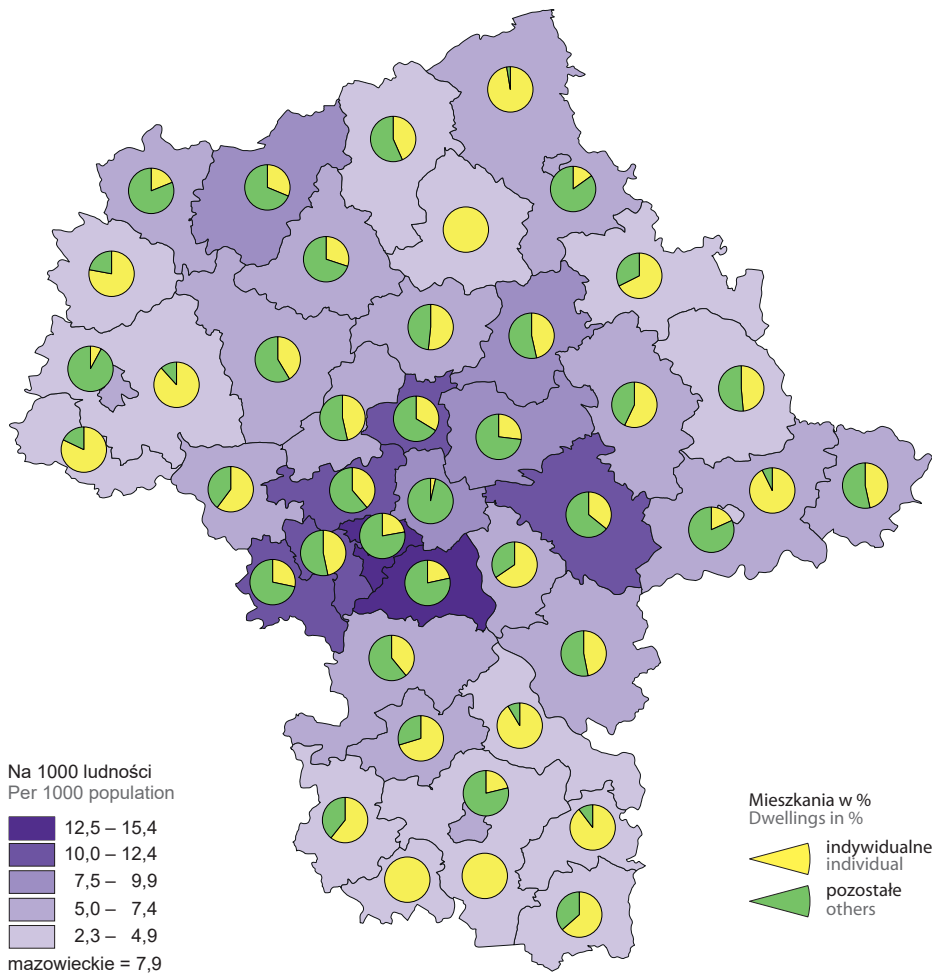 Na 1000 ludności
Per 1000 population
12,5 – 15,4
10,0 – 12,4
7,5 – 9,9
5,0 – 7,4
2,3 – 4,9
mazowieckie = 7,9
Mieszkania w %
Dwellings in %
indywidualne
individual
pozostałe
others